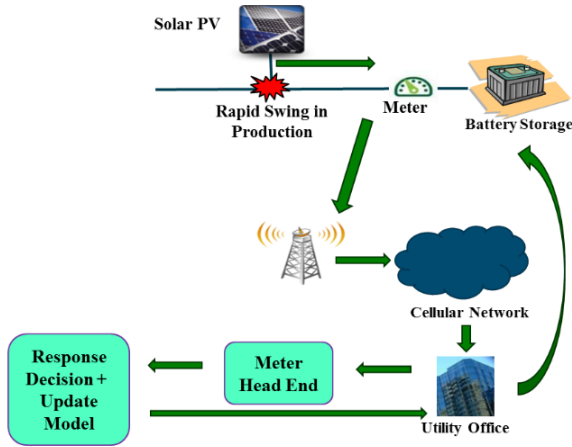 Solar PV
Rapid Swing in
Production
Meter
Battery Storage
Cellular Network
Response
Decision +
Update
Model
Meter
Head End
Utility Office